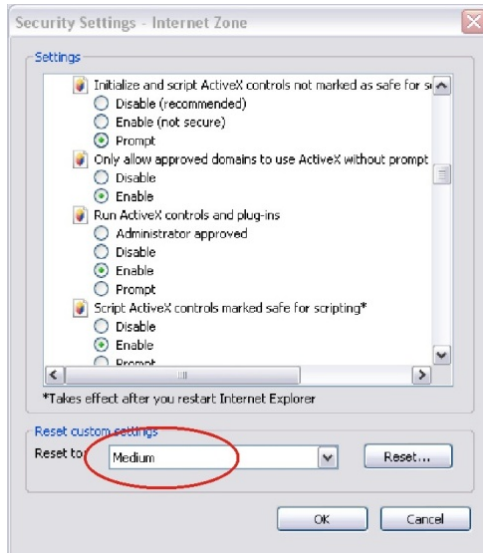 Security Settings - Internet Zone
Settings
Initialize and script ActiveX controls not marked as safe for s
Disable (recommended)
Enable (not secure)
Prompt
Only allow approved domains to use ActiveX without prompt
Disable
Enable
Run ActiveX controls and plug-ins
Administrator approved
Disable
Enable
Prompt
Script ActiveX controls marked safe for scripting*
Disable
Enable
Prompt
*Takes effect after you restart Internet Explorer
Reset custom settings
Reset to: Medium Reset...
OK Cancel